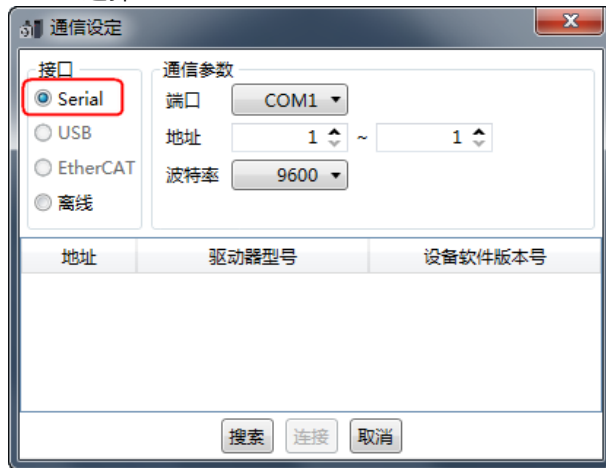 通信设定
接口
Serial
USB
EtherCAT
离线
通信参数
端口 COM1
地址 1 ~ 1
波特率 9600
地址 驱动器型号 设备软件版本号
搜索 连接 取消